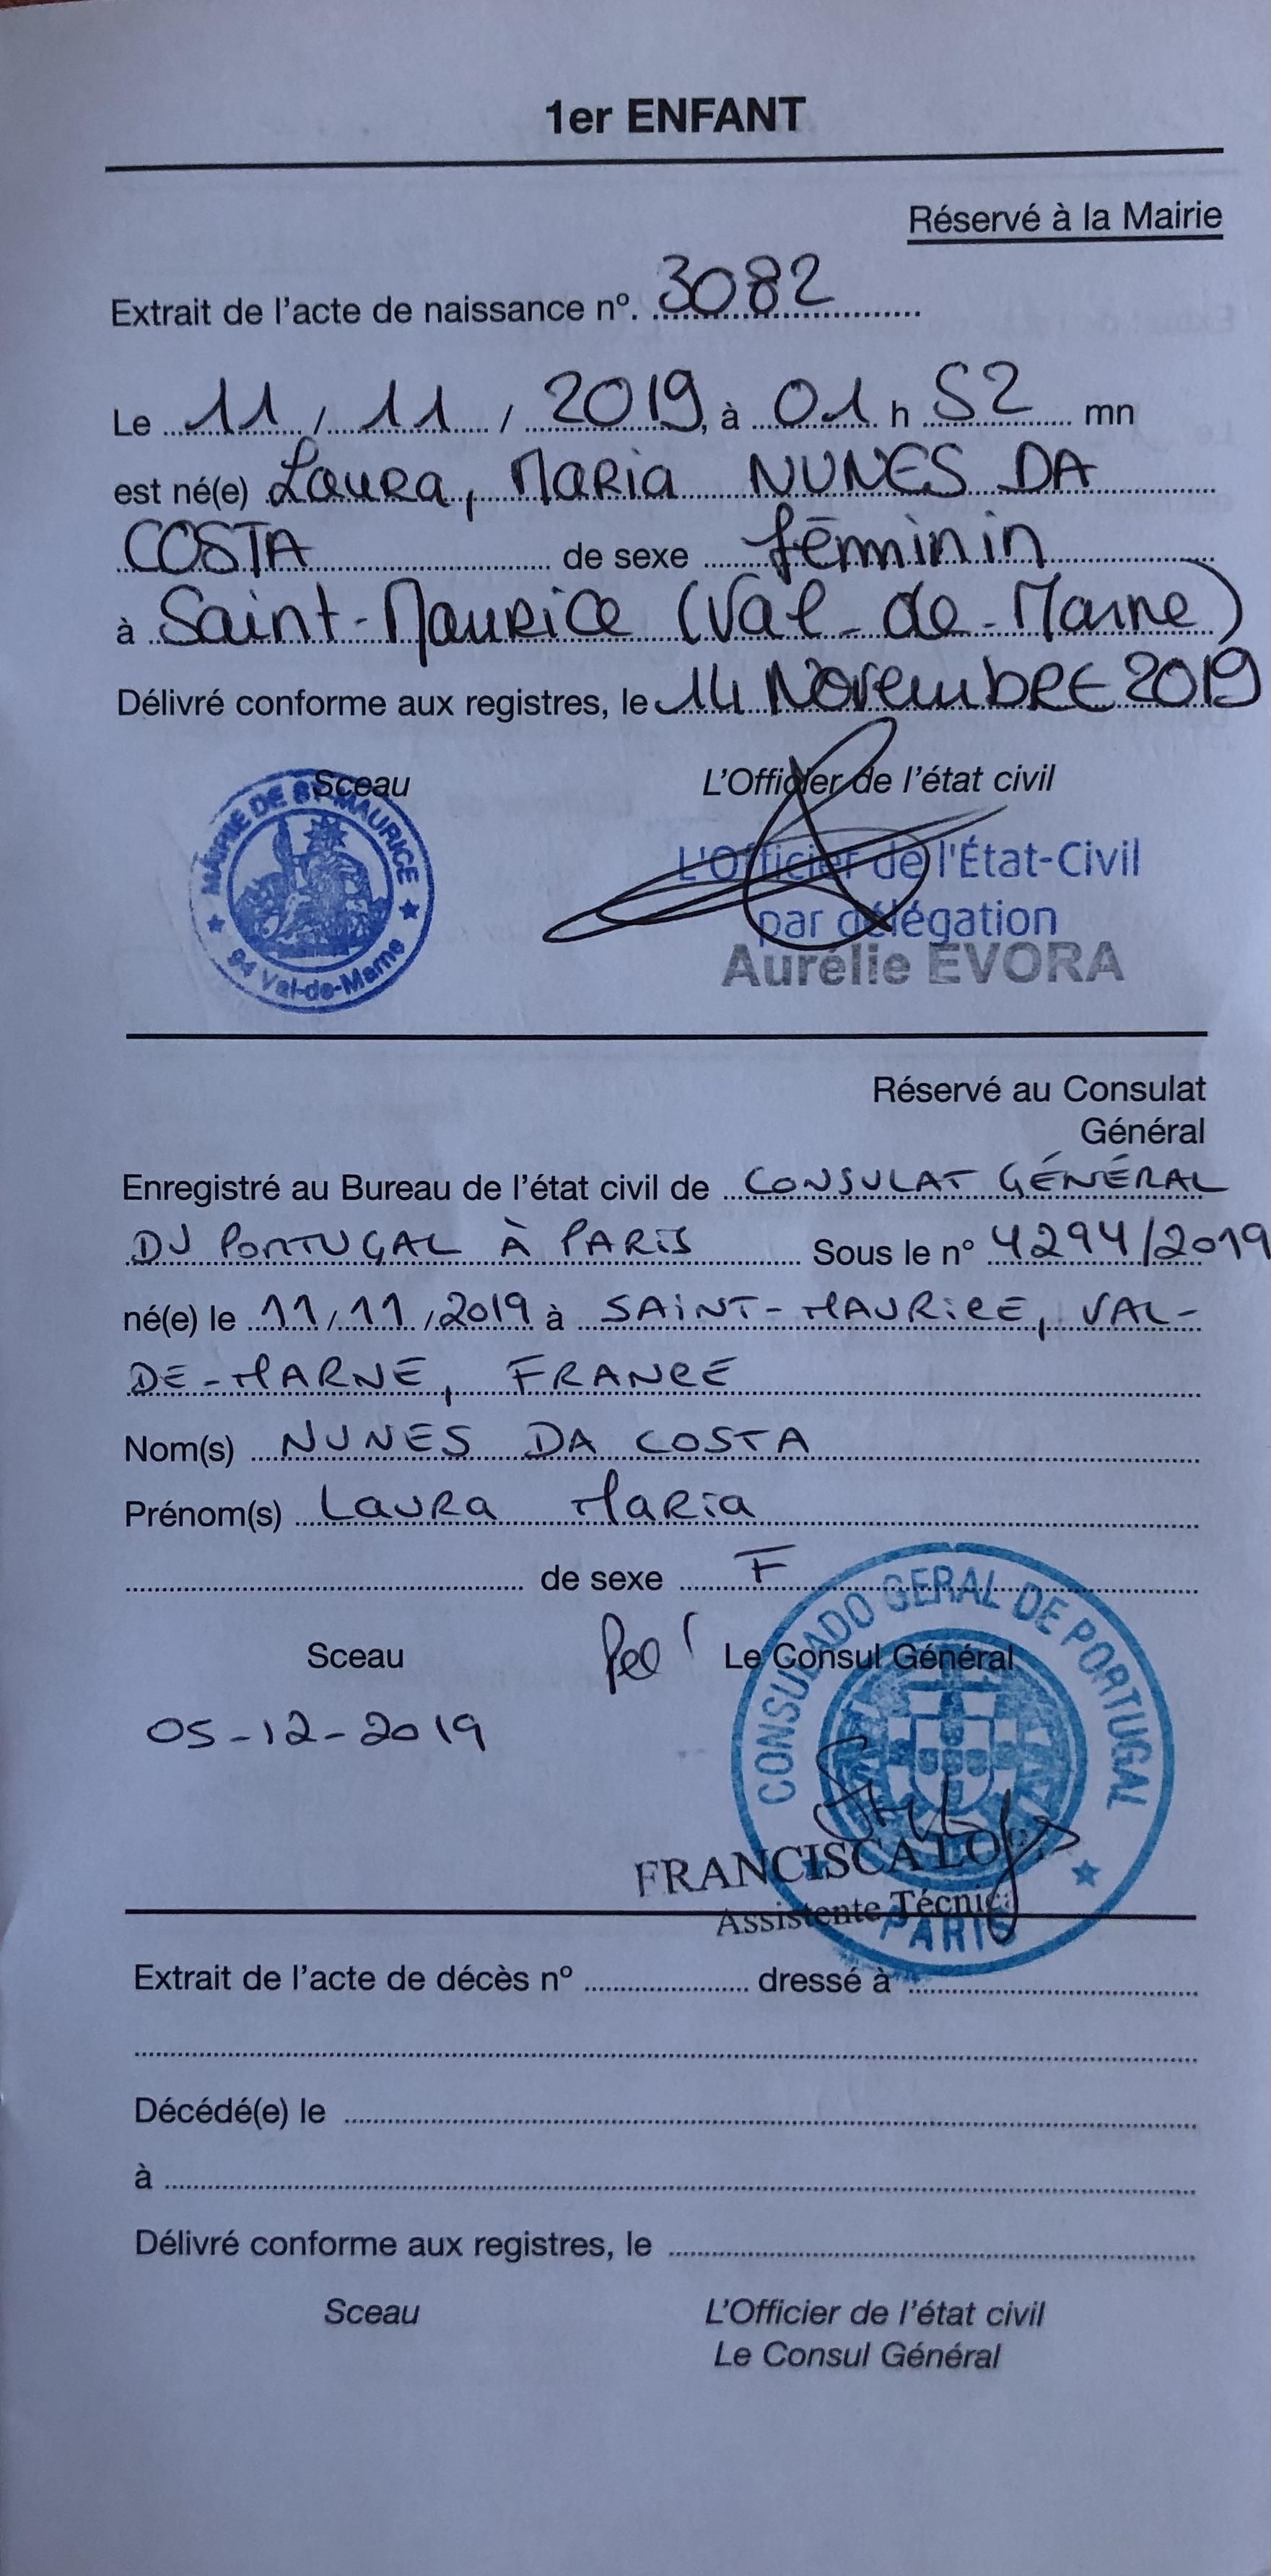 1er ENFANT
Réservé à la Mairie
Extrait de l'acte de naissance n°. 3082
Le 11 / 11 / 2019, à 01 h 52 mn
est né(e) Laura, Maria NUNES DA
COSTA de sexe féminin
à Saint-Maurice (Val-de-Marne)
Délivré conforme aux registres, le 14 Novembre 2019
Sceau L'Officier de l'état civil
MAIRIE DE ST MAURICE
94 Val-de-Marne
L'Officier de l'État-Civil
par délégation
Aurélie EVORA
Réservé au Consulat
Général
Enregistré au Bureau de l'état civil de CONSULAT GÉNÉRAL
DU PORTUGAL À PARIS Sous le n° 4294/2019
né(e) le 11/11/2019 à SAINT-MAURICE, VAL-
DE-MARNE, FRANCE
Nom(s) NUNES DA COSTA
Prénom(s) Laura Maria
de sexe F
Sceau Le Consul Général
05-12-2019
CONSULADO GERAL DE PORTUGAL
PARIS
FRANCISCA LOPES
Assistente Técnica
Extrait de l'acte de décès n° dressé à
Décédé(e) le
à
Délivré conforme aux registres, le
Sceau L'Officier de l'état civil
Le Consul Général